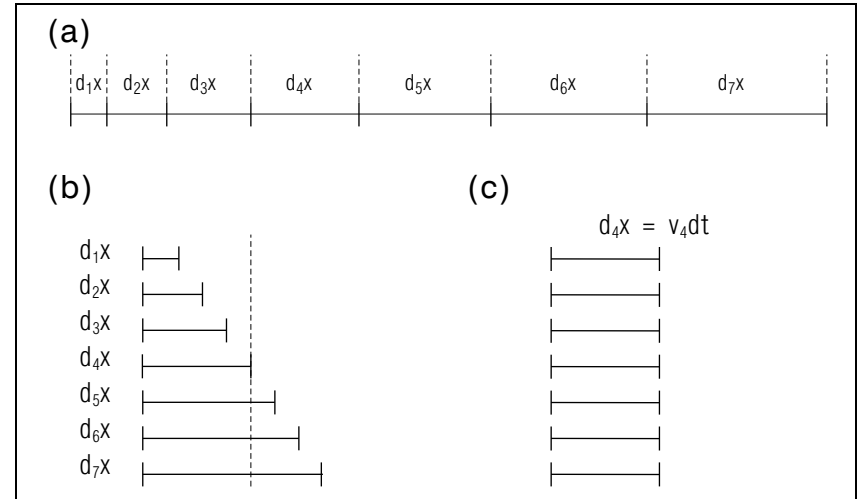 (a)
d₁x d₂x d₃x d₄x d₅x d₆x d₇x
(b)
(c)
d₄x = v₄dt
d₁x
d₂x
d₃x
d₄x
d₅x
d₆x
d₇x